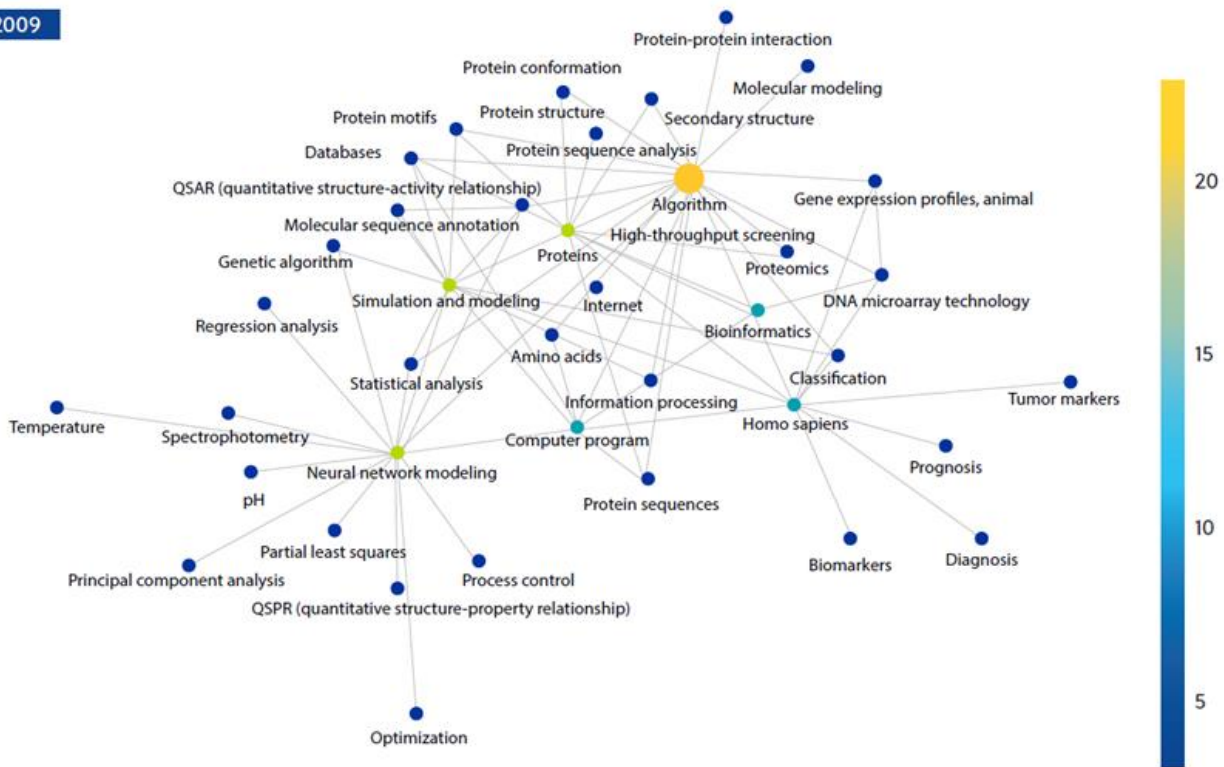 2009
Protein-protein interaction
Protein conformation
Molecular modeling
Protein structure
Secondary structure
Protein motifs
Databases
Protein sequence analysis
QSAR (quantitative structure-activity relationship)
Algorithm
Gene expression profiles, animal
Molecular sequence annotation
High-throughput screening
Proteins
Genetic algorithm
Proteomics
Simulation and modeling
Internet
DNA microarray technology
Regression analysis
Bioinformatics
Amino acids
Statistical analysis
Classification
Information processing
Tumor markers
Temperature
Spectrophotometry
Computer program
Homo sapiens
Neural network modeling
Prognosis
pH
Protein sequences
Partial least squares
Biomarkers
Diagnosis
Principal component analysis
Process control
QSPR (quantitative structure-property relationship)
Optimization
20
15
10
5